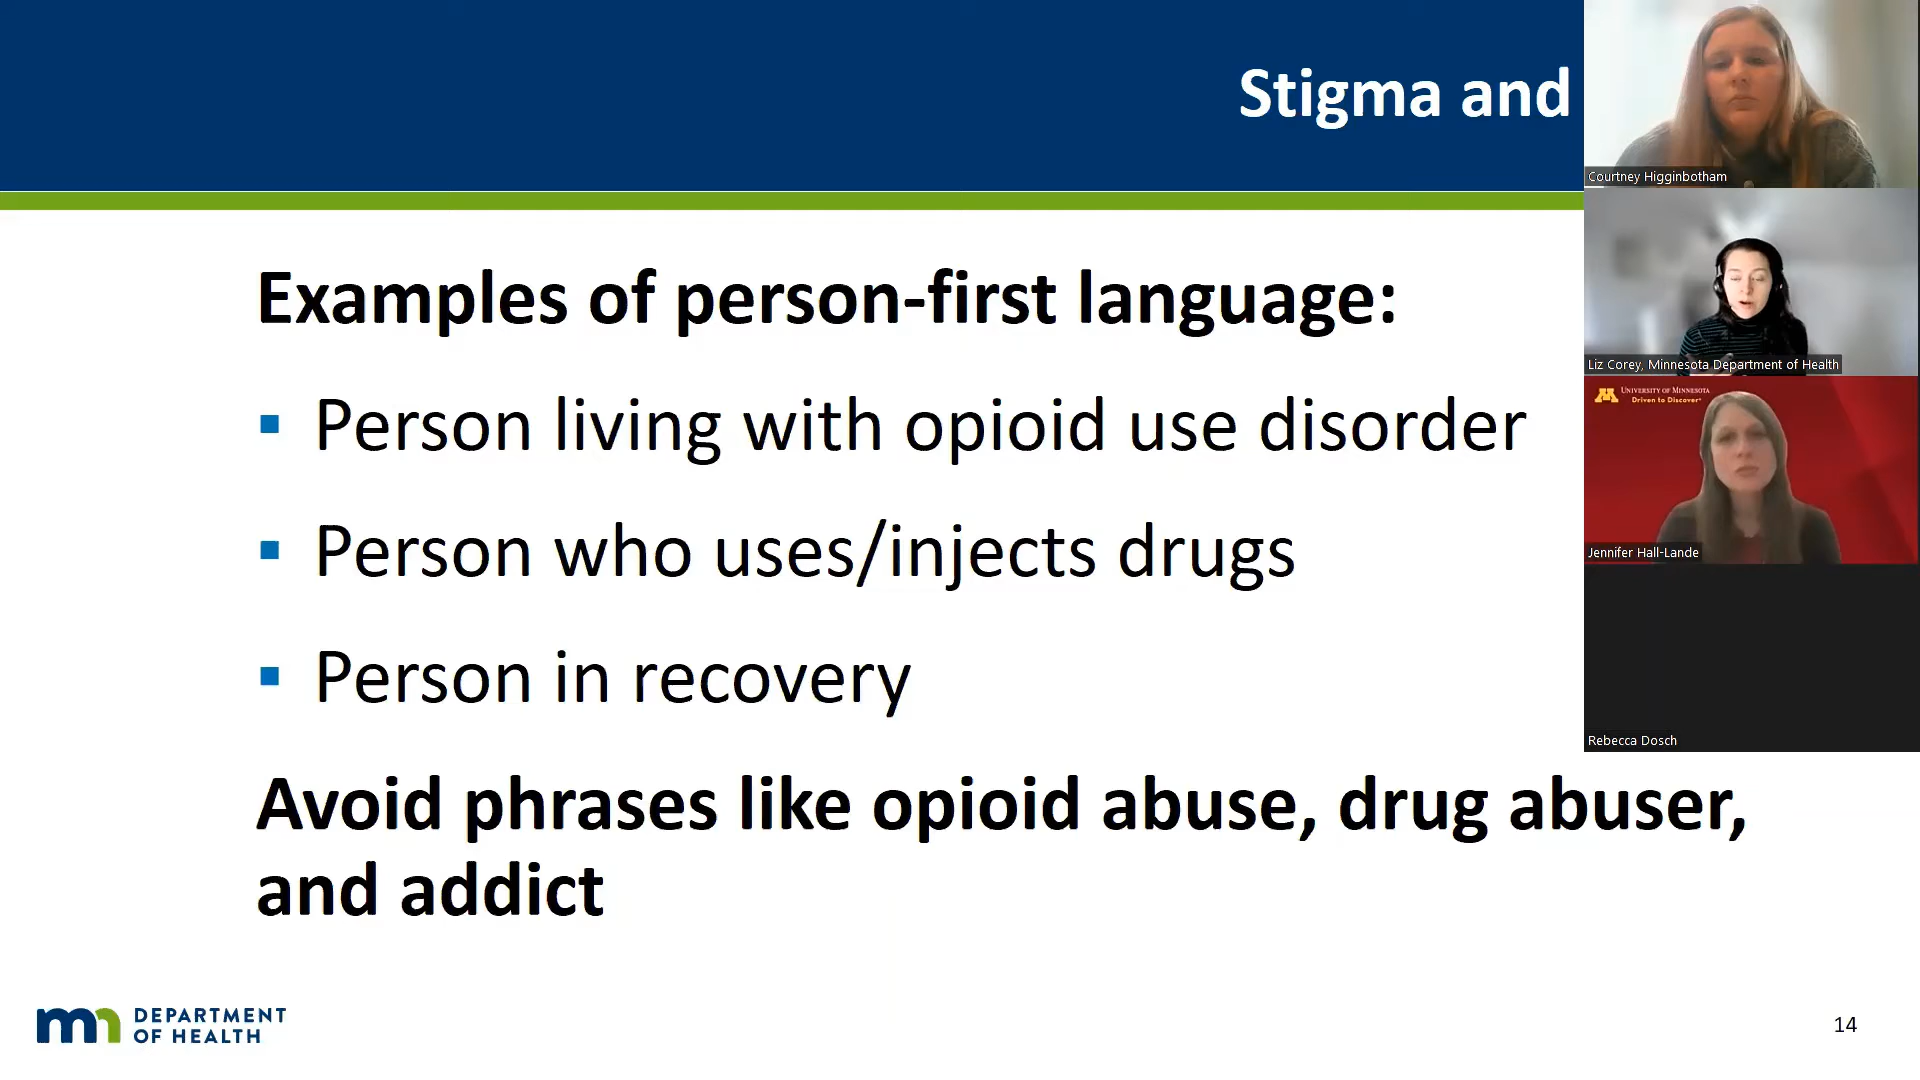 Stigma and
Examples of person-first language:
▪ Person living with opioid use disorder
▪ Person who uses/injects drugs
▪ Person in recovery
Avoid phrases like opioid abuse, drug abuser,
and addict
mn DEPARTMENT
OF HEALTH
14
Courtney Higginbotham
Liz Corey, Minnesota Department of Health
M UNIVERSITY OF MINNESOTA
Driven to Discover®
Jennifer Hall-Lande
Rebecca Dosch